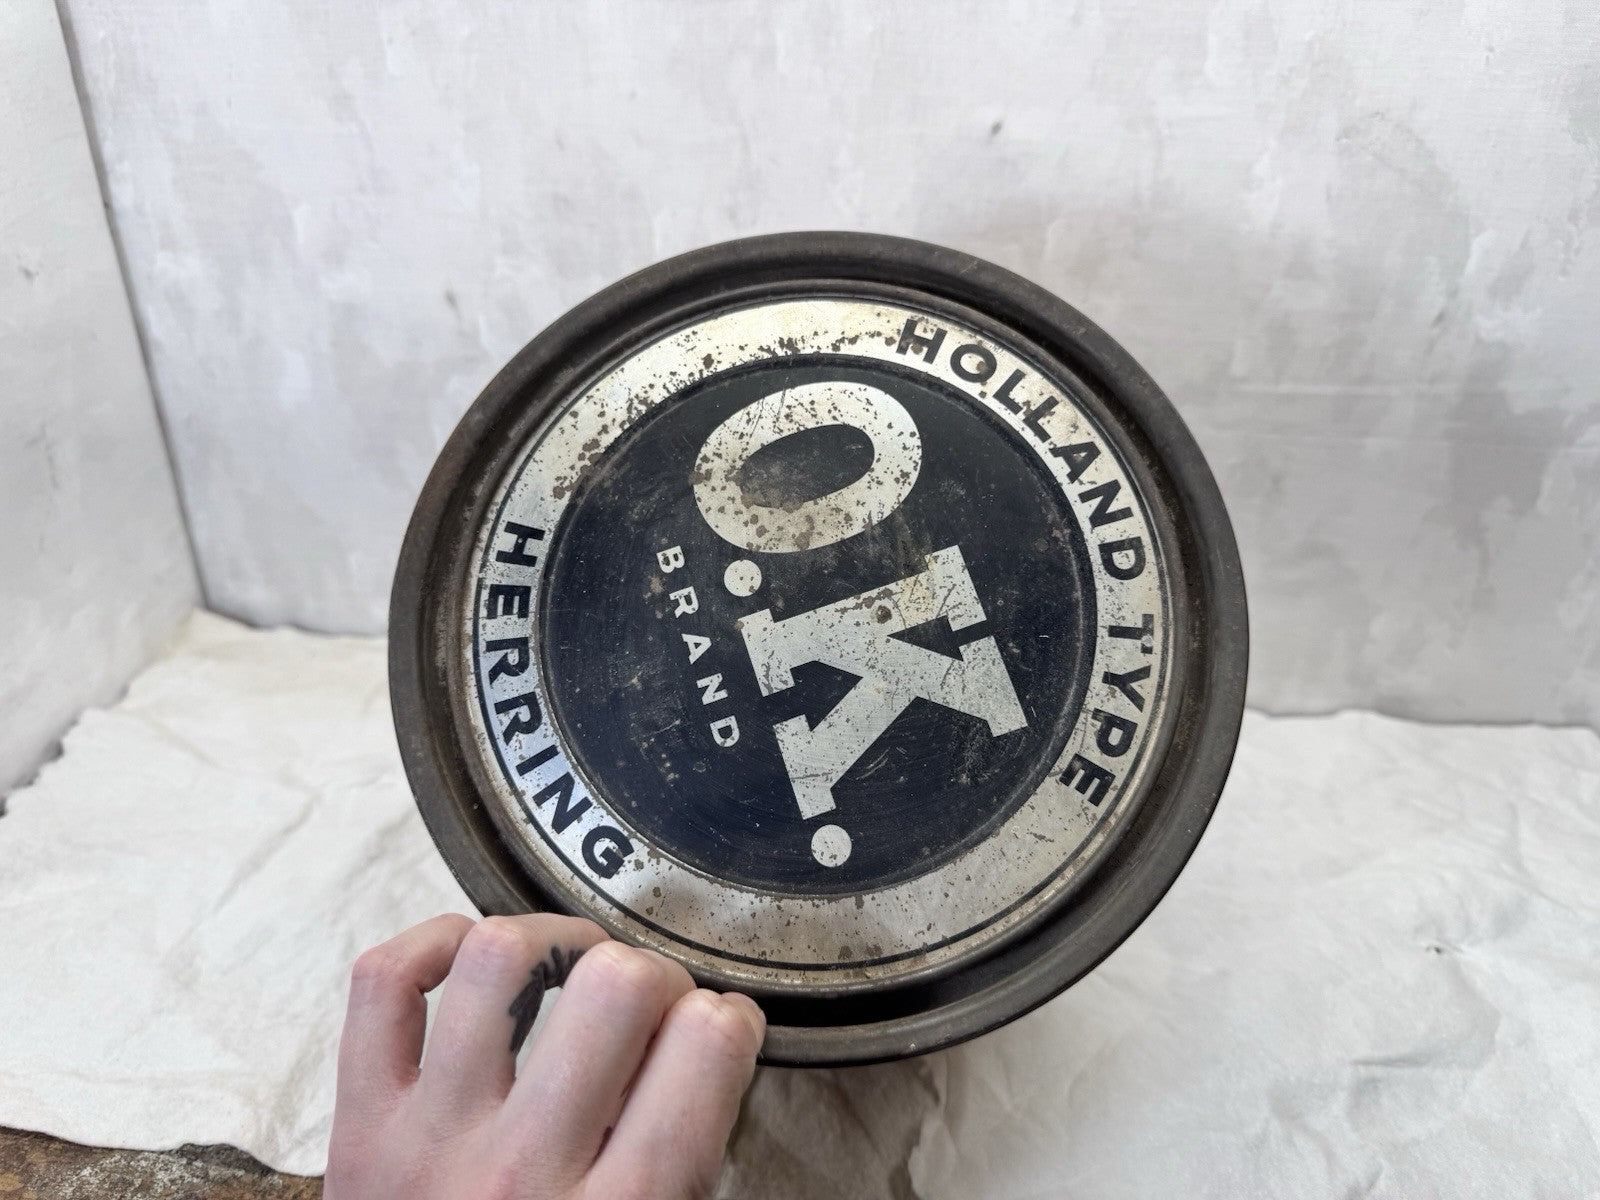 HOLLAND TYPE
O.K.
BRAND
HERRING